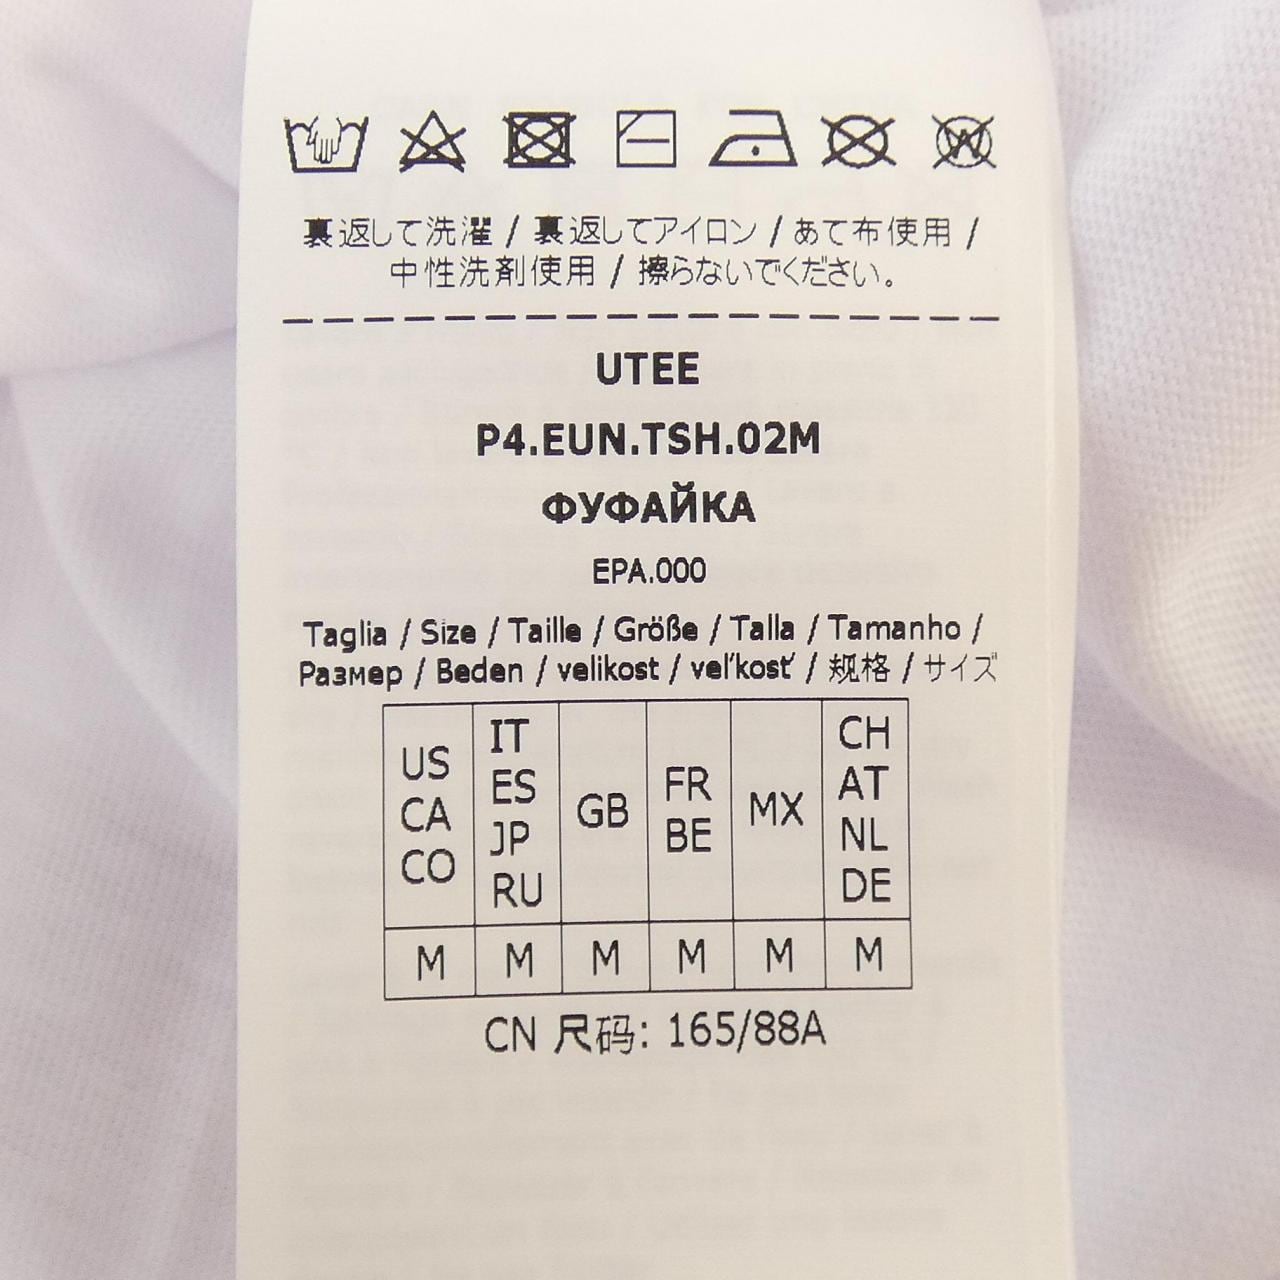 裏返して洗濯 / 裏返してアイロン / あて布使用 /
中性洗剤使用 / 擦らないでください。
UTEE
P4.EUN.TSH.02M
ФУФАЙКА
EPA.000
Taglia / Size / Taille / Größe / Talla / Tamanho /
Размер / Beden / velikost / vel’kosť / 规格 / サイズ
US CA CO
IT ES JP RU
GB
FR BE
MX
CH AT NL DE
M M M M M M
CN 尺码: 165/88A